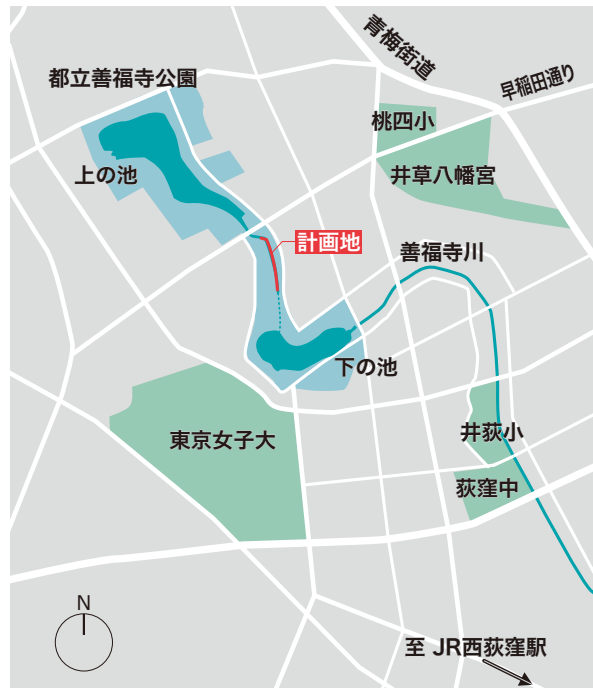 青梅街道
早稲田通り
都立善福寺公園
桃四小
上の池
井草八幡宮
計画地
善福寺川
下の池
東京女子大
井荻小
荻窪中
N
至 JR西荻窪駅